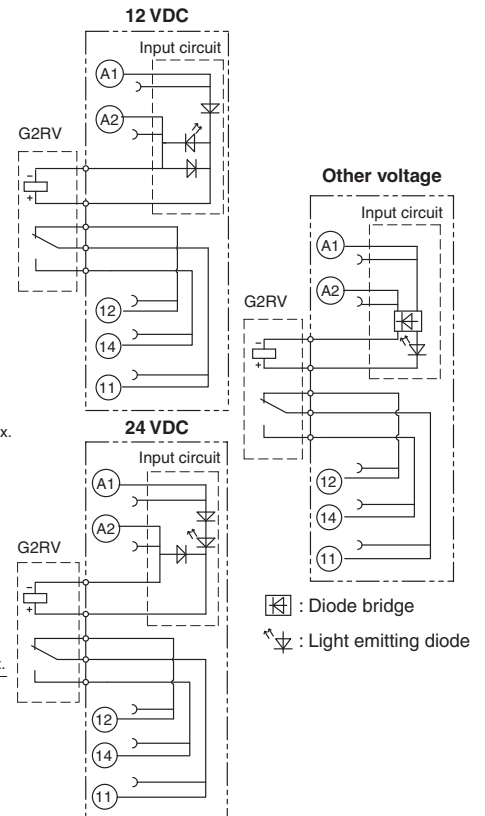 12 VDC
Input circuit
A1
A2
G2RV
-
+
12
14
11
x.
24 VDC
Input circuit
A1
A2
G2RV
-
+
t.
12
14
11
Other voltage
Input circuit
A1
A2
G2RV
-
+
12
14
11
: Diode bridge
: Light emitting diode